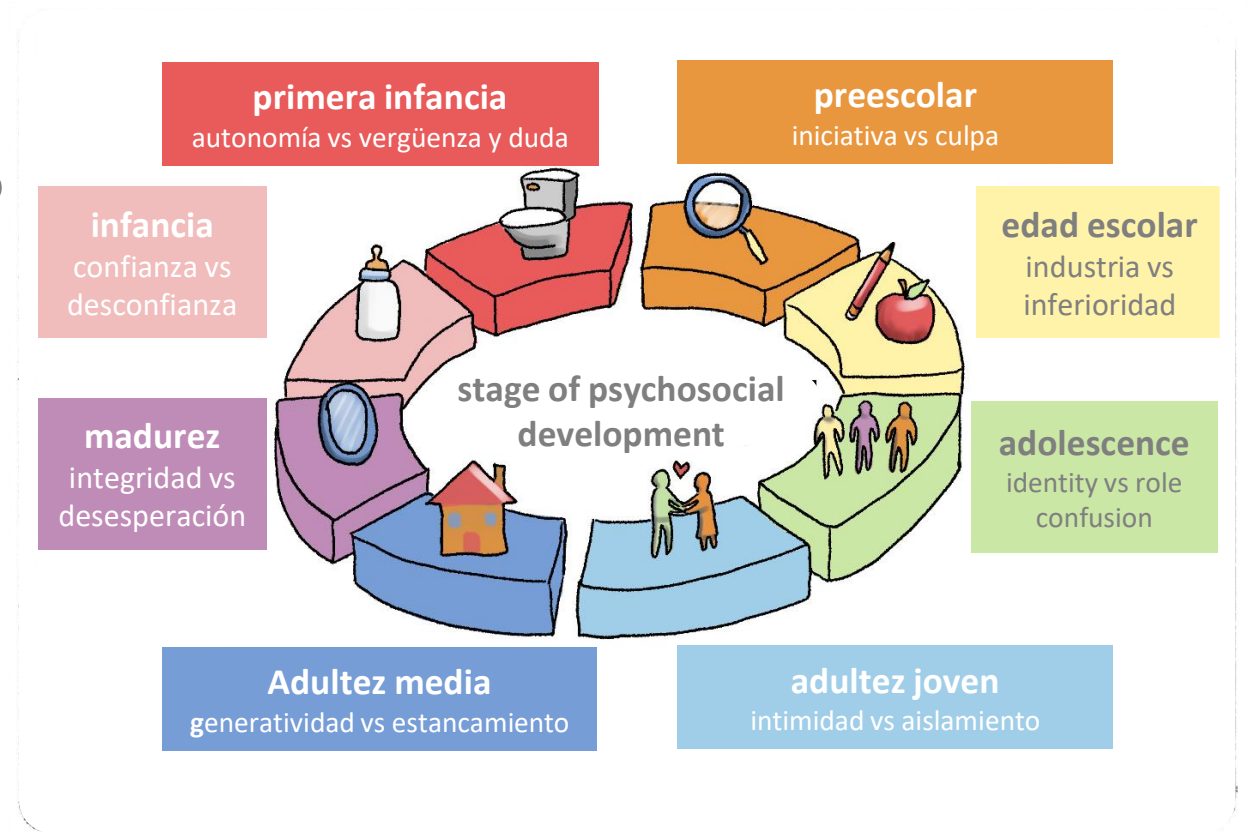 primera infancia
autonomía vs vergüenza y duda
preescolar
iniciativa vs culpa
infancia
confianza vs
desconfianza
edad escolar
industria vs
inferioridad
stage of psychosocial
development
madurez
integridad vs
desesperación
adolescence
identity vs role
confusion
Adultez media
generatividad vs estancamiento
adultez joven
intimidad vs aislamiento